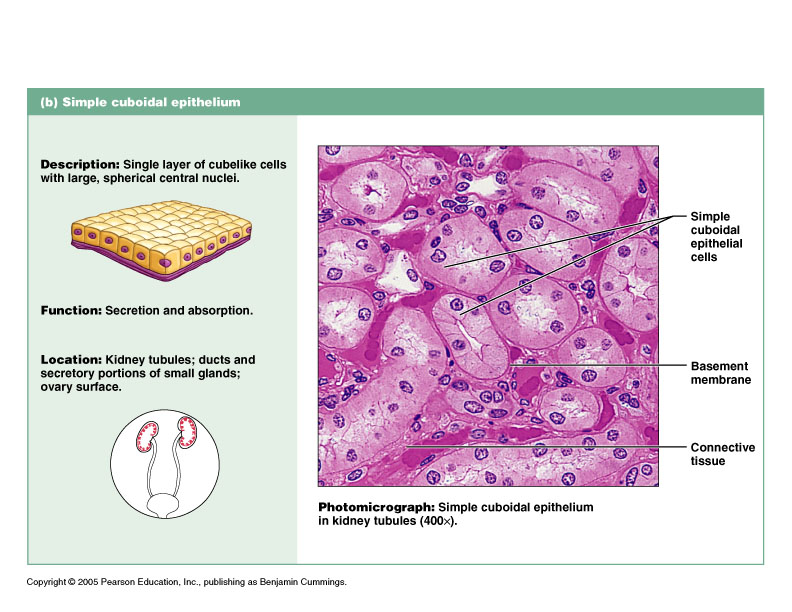 (b) Simple cuboidal epithelium
Description: Single layer of cubelike cells
with large, spherical central nuclei.
Function: Secretion and absorption.
Location: Kidney tubules; ducts and
secretory portions of small glands;
ovary surface.
Simple
cuboidal
epithelial
cells
Basement
membrane
Connective
tissue
Photomicrograph: Simple cuboidal epithelium
in kidney tubules (400×).
Copyright © 2005 Pearson Education, Inc., publishing as Benjamin Cummings.